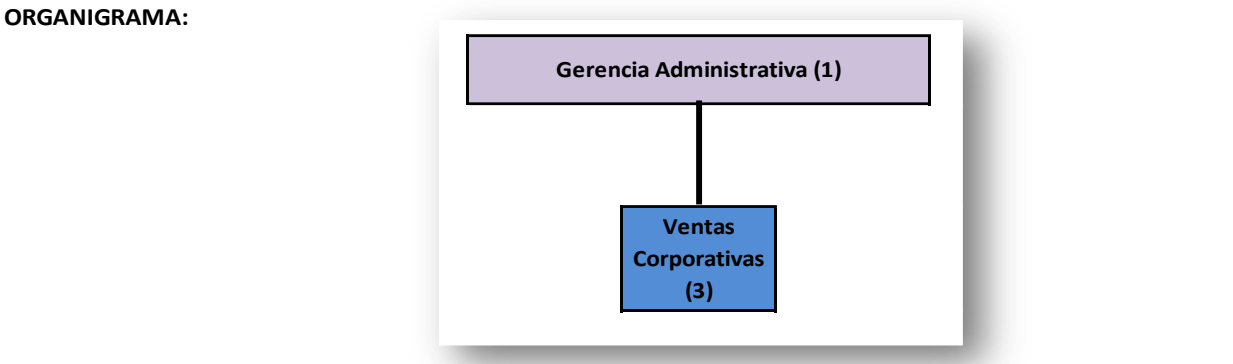 ORGANIGRAMA:
Gerencia Administrativa (1)
Ventas
Corporativas
(3)